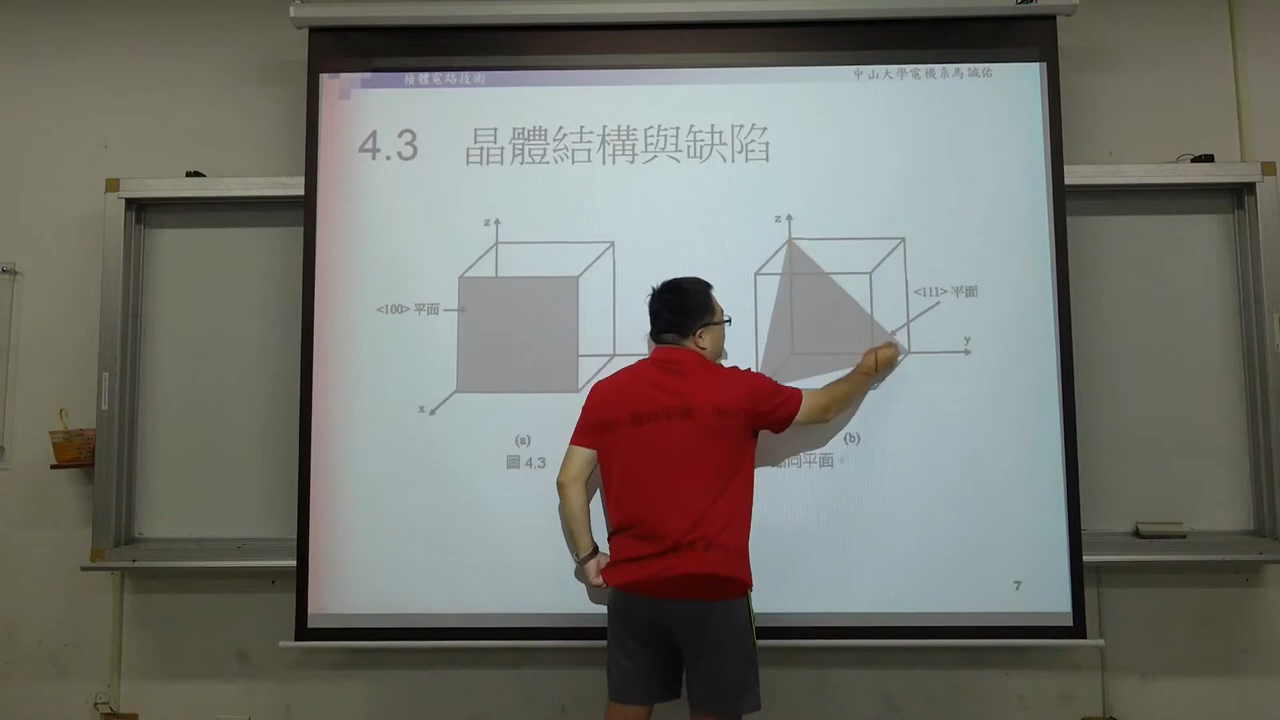 積體電路技術
中山大學電機系馬誠佑
4.3 晶體結構與缺陷
z
z
<100> 平面
<111> 平面
y
x
(a)
(b)
圖 4.3
平面。
7